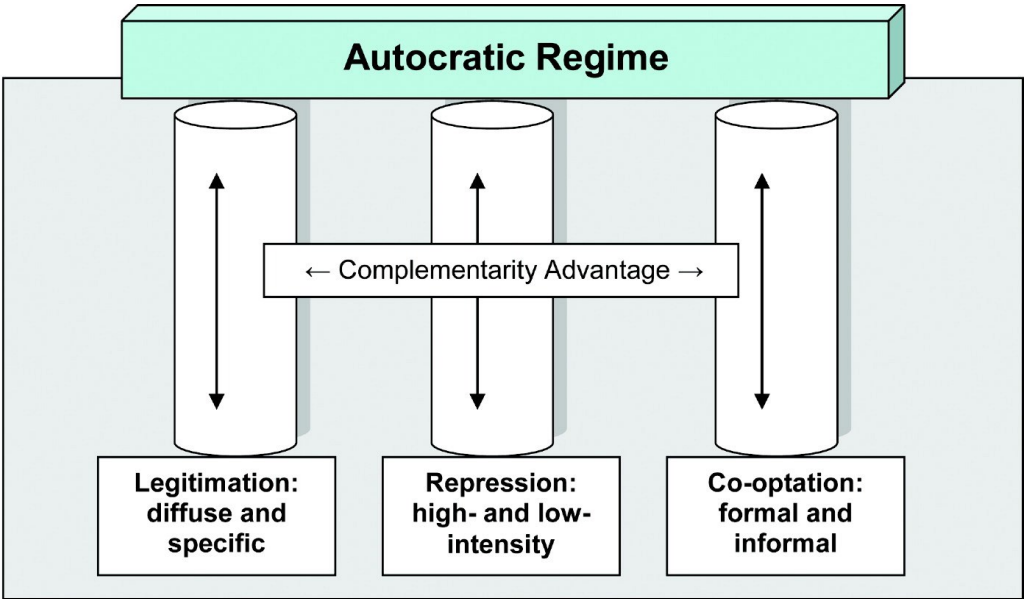 Autocratic Regime
← Complementarity Advantage →
Legitimation:
diffuse and
specific
Repression:
high- and low-
intensity
Co-optation:
formal and
informal